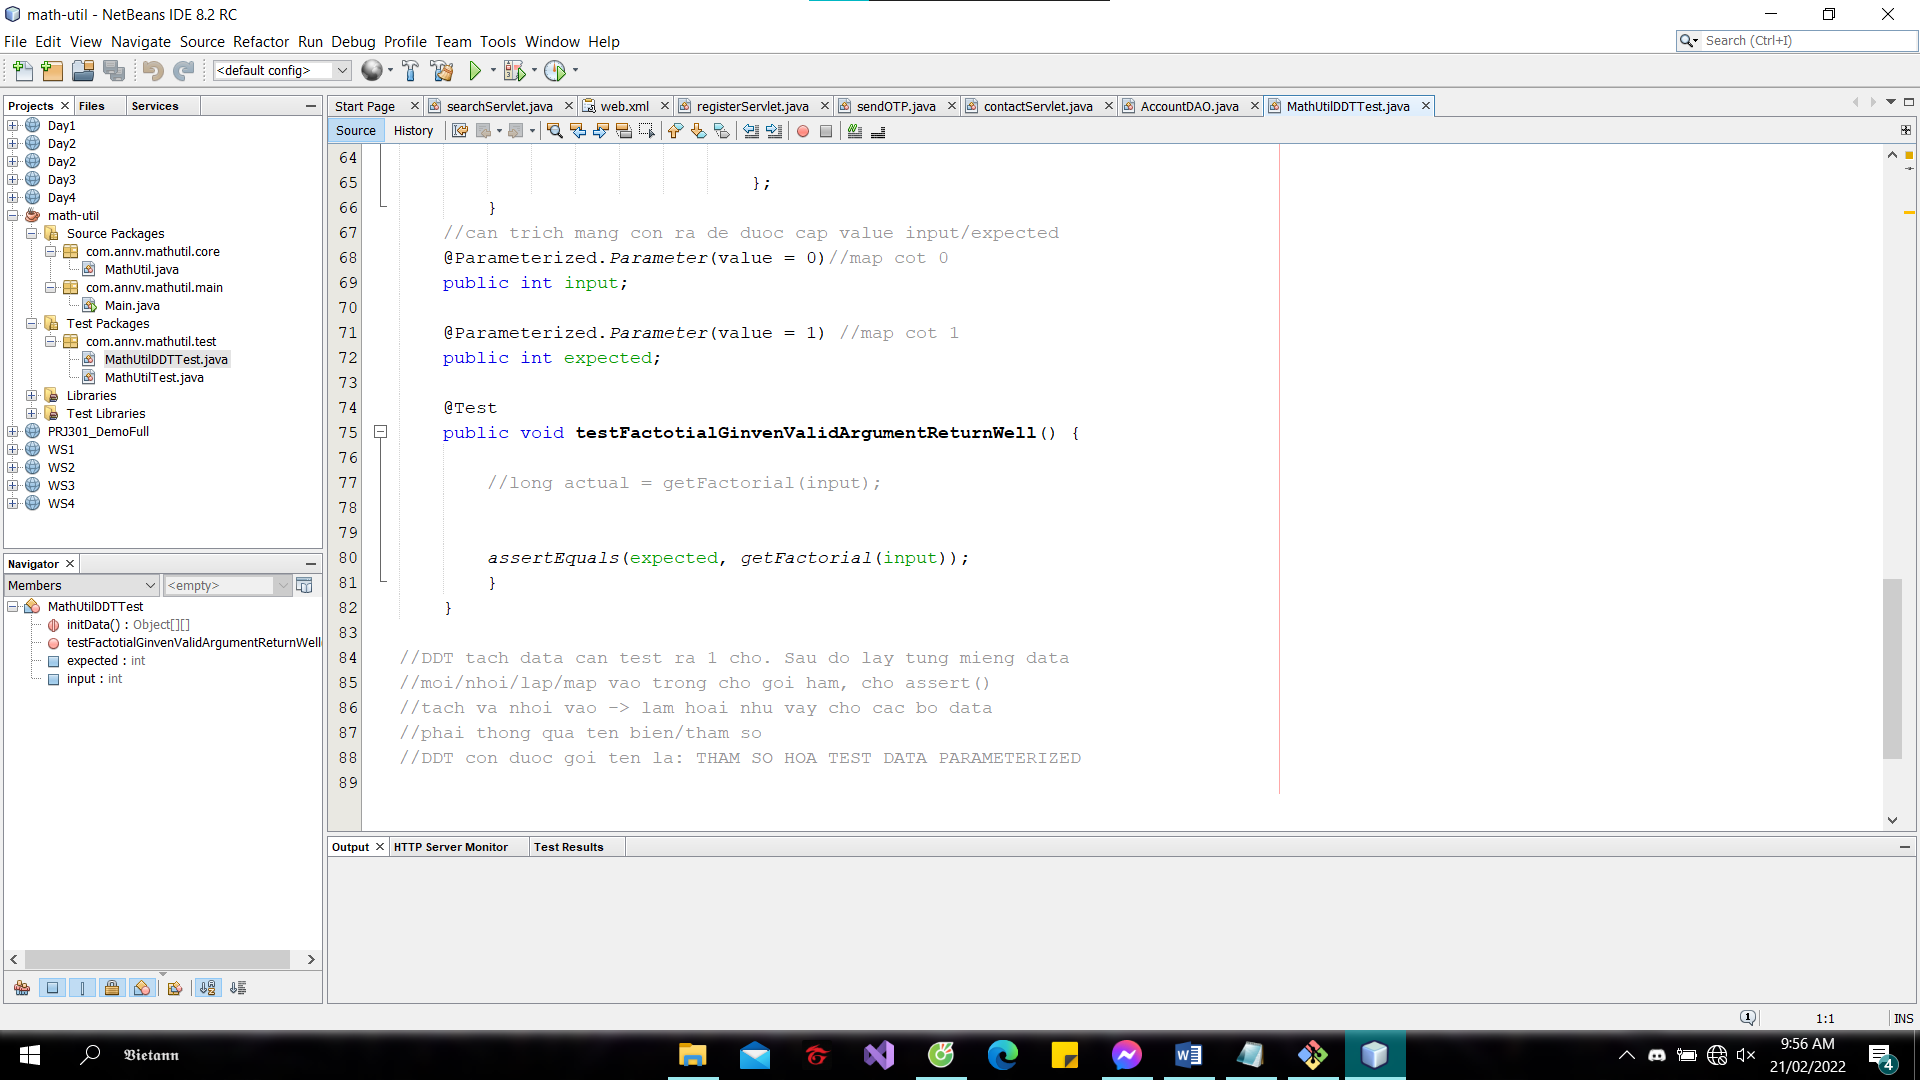 math-util - NetBeans IDE 8.2 RC
File Edit View Navigate Source Refactor Run Debug Profile Team Tools Window Help
Search (Ctrl+I)
<default config>
Projects Files Services
Day1
Day2
Day2
Day3
Day4
math-util
Source Packages
com.annv.mathutil.core
MathUtil.java
com.annv.mathutil.main
Main.java
Test Packages
com.annv.mathutil.test
MathUtilDDTTest.java
MathUtilTest.java
Libraries
Test Libraries
PRJ301_DemoFull
WS1
WS2
WS3
WS4
Navigator
Members <empty>
MathUtilDDTTest
initData() : Object[][]
testFactotialGinvenValidArgumentReturnWell
expected : int
input : int
Start Page searchServlet.java web.xml registerServlet.java sendOTP.java contactServlet.java AccountDAO.java MathUtilDDTTest.java
Source History
64
65 };
66 }
67 //can trich mang con ra de duoc cap value input/expected
68 @Parameterized.Parameter(value = 0)//map cot 0
69 public int input;
70
71 @Parameterized.Parameter(value = 1) //map cot 1
72 public int expected;
73
74 @Test
75 public void testFactotialGinvenValidArgumentReturnWell() {
76
77 //long actual = getFactorial(input);
78
79
80 assertEquals(expected, getFactorial(input));
81 }
82 }
83
84 //DDT tach data can test ra 1 cho. Sau do lay tung mieng data
85 //moi/nhoi/lap/map vao trong cho goi ham, cho assert()
86 //tach va nhoi vao -> lam hoai nhu vay cho cac bo data
87 //phai thong qua ten bien/tham so
88 //DDT con duoc goi ten la: THAM SO HOA TEST DATA PARAMETERIZED
89
Output HTTP Server Monitor Test Results
1 1:1 INS
Vietann
9:56 AM
21/02/2022
4